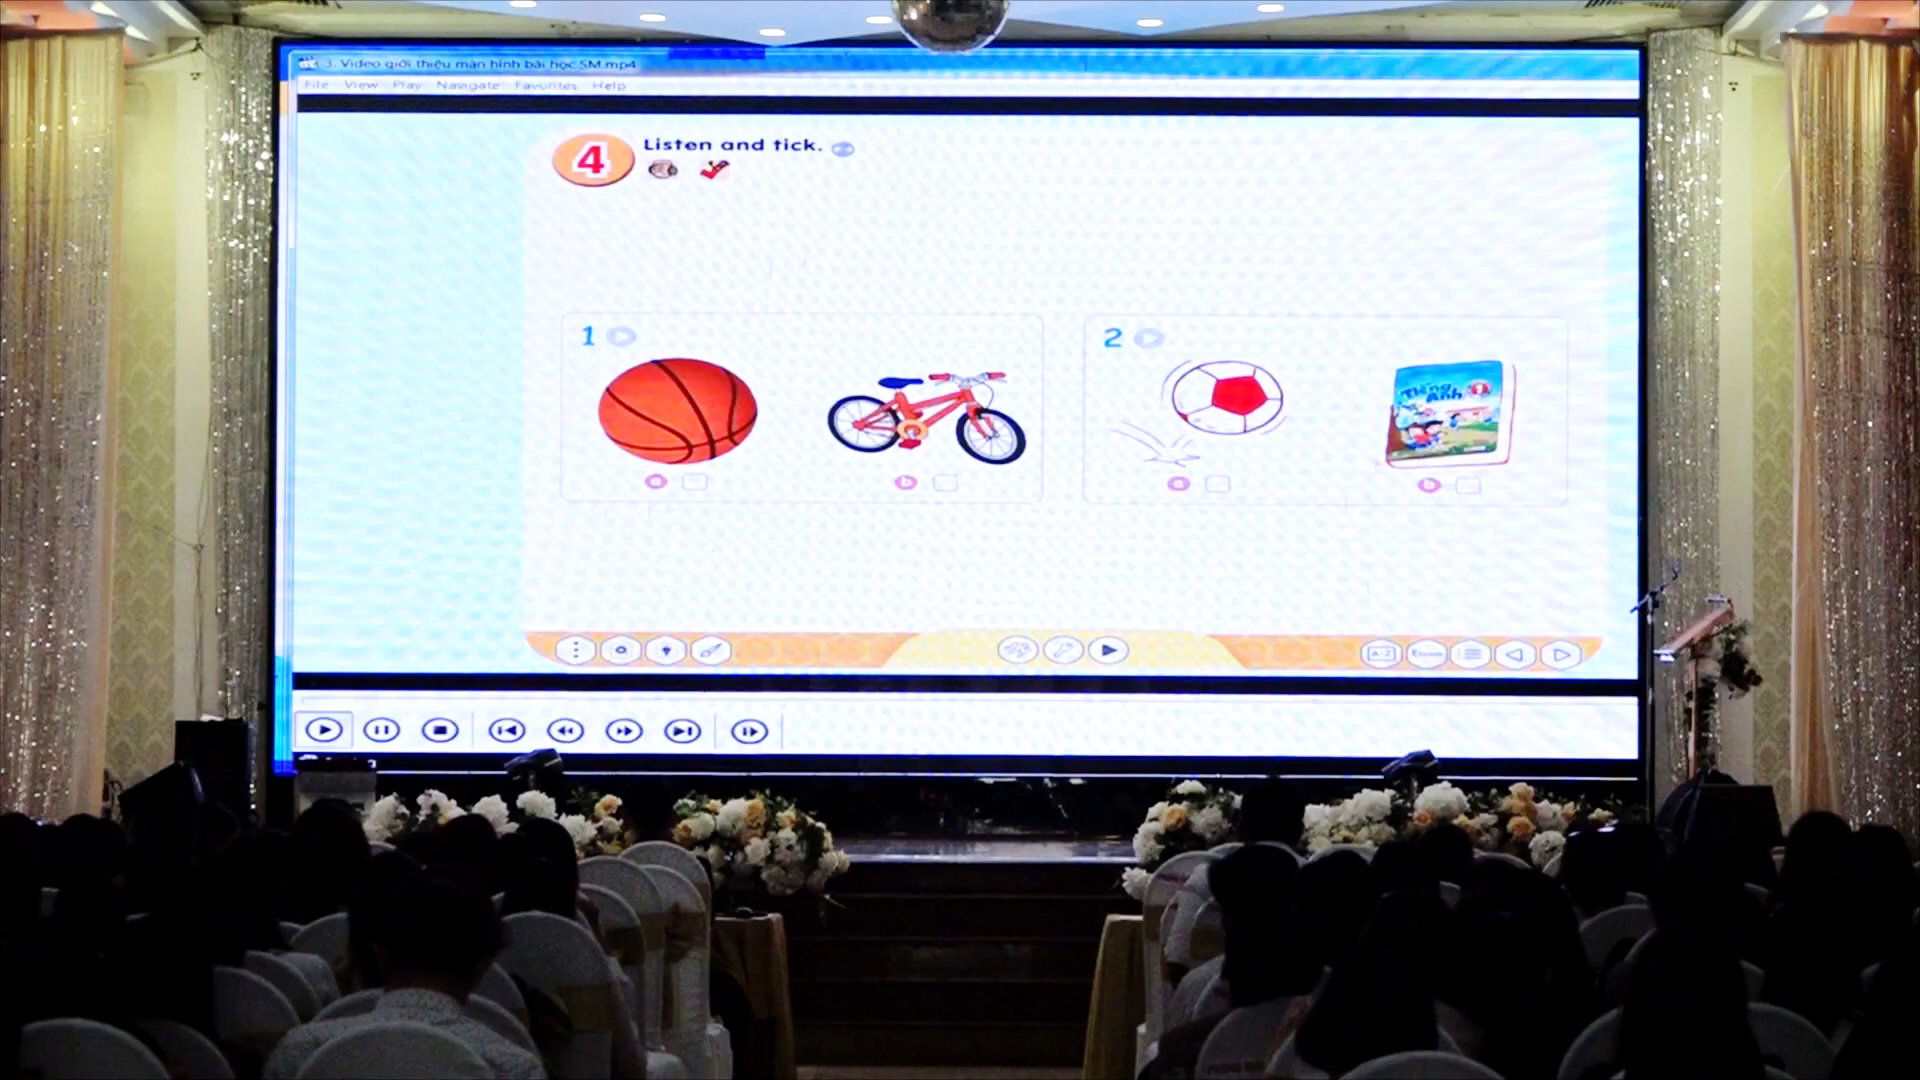 3. Video giới thiệu màn hình bài học SM.mp4
File View Play Navigate Favorites Help
4 Listen and tick.
1
2
Tiếng Anh 1
a
b
a
b
A-Z